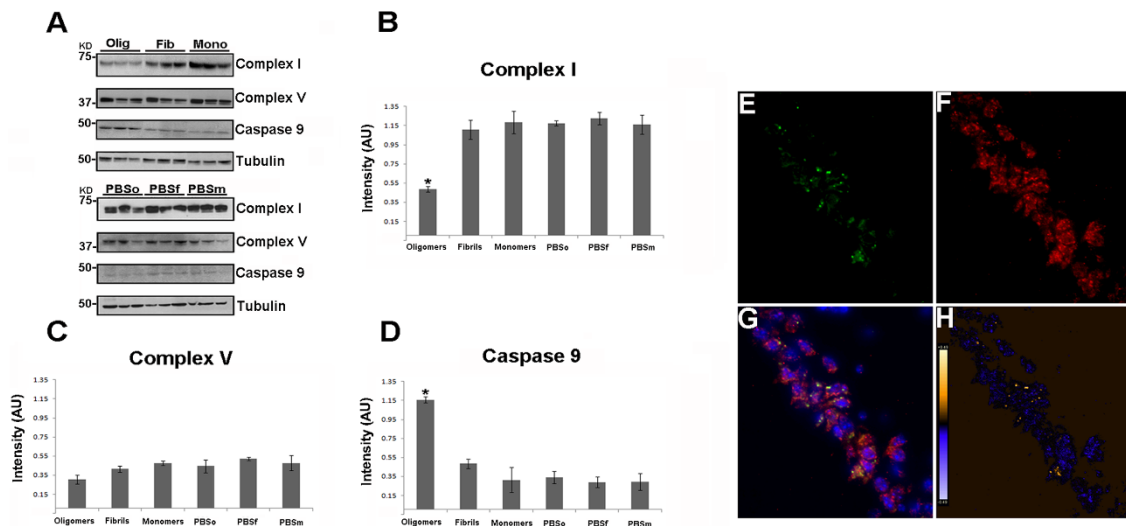 A
KD
Olig Fib Mono
75
Complex I
37
Complex V
50
Caspase 9
50
Tubulin
KD
PBSo PBSf PBSm
75
Complex I
37
Complex V
50
Caspase 9
50
Tubulin
B
Complex I
Intensity (AU)
1.35
1.15
0.95
0.75
0.55
0.35
0.15
*
Oligomers Fibrils Monomers PBSo PBSf PBSm
C
Complex V
Intensity (AU)
1.35
1.15
0.95
0.75
0.55
0.35
0.15
Oligomers Fibrils Monomers PBSo PBSf PBSm
D
Caspase 9
Intensity (AU)
1.35
1.15
0.95
0.75
0.55
0.35
0.15
*
Oligomers Fibrils Monomers PBSo PBSf PBSm
E
F
G
H